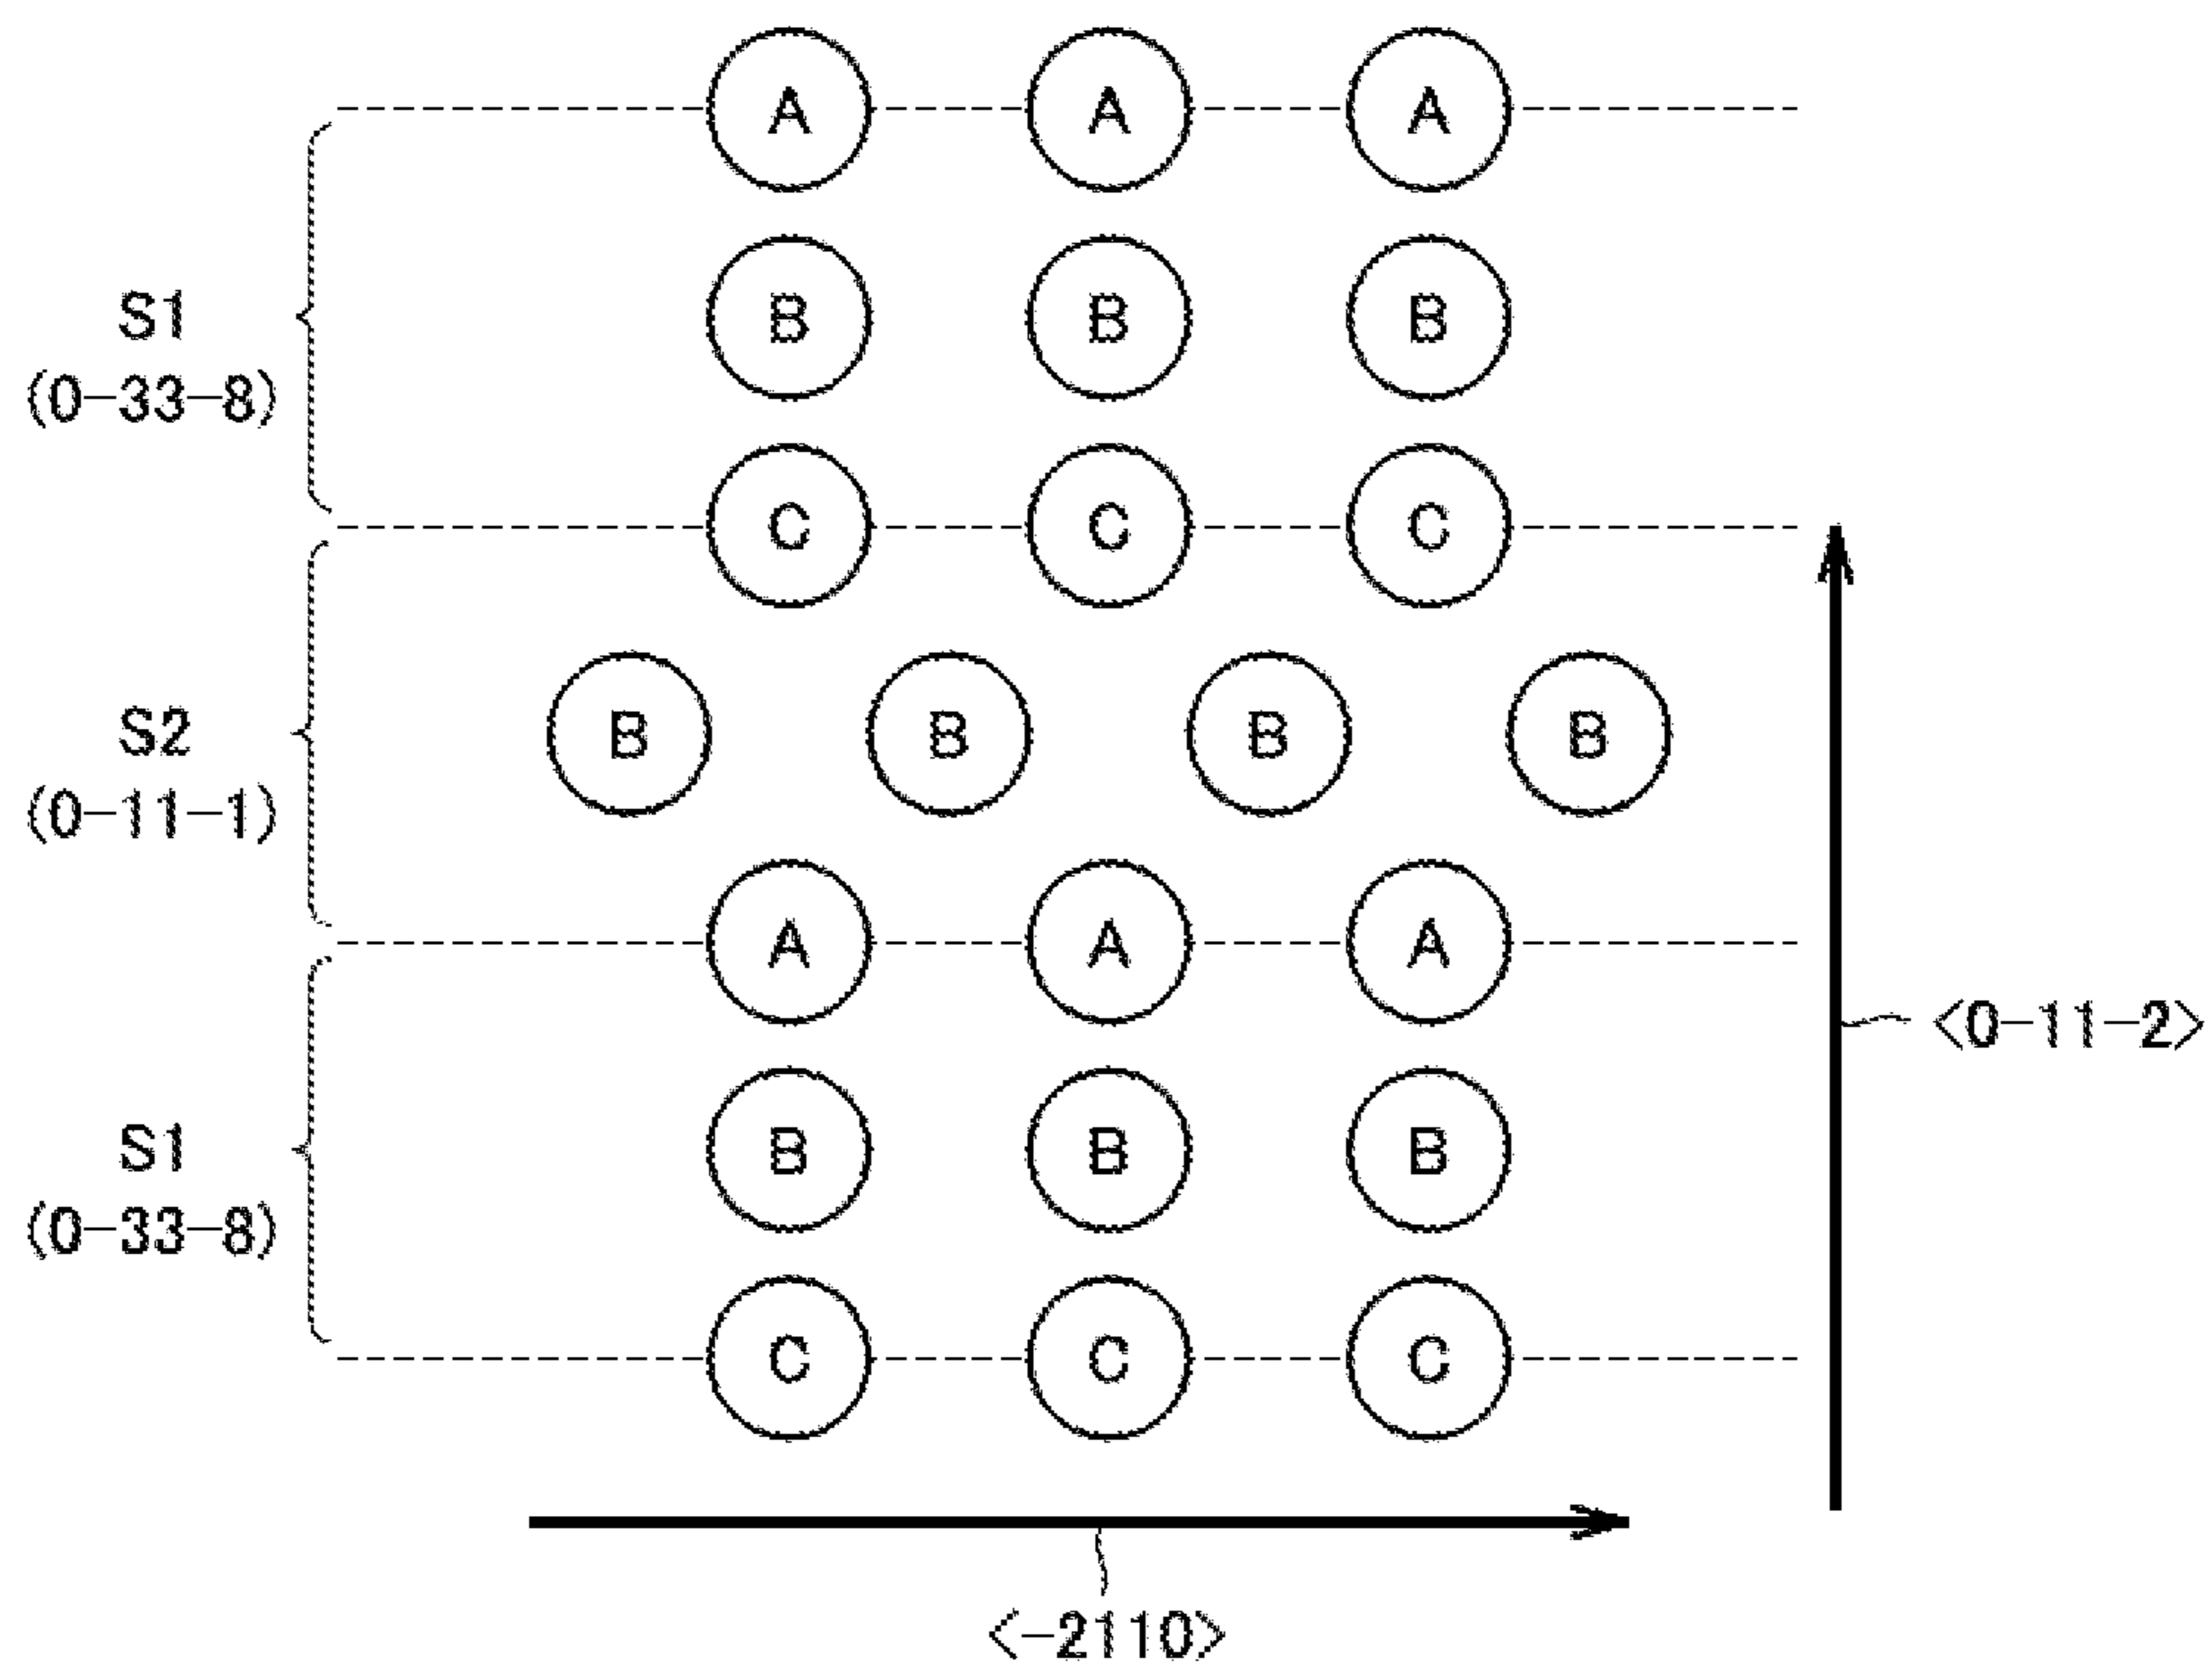 A A A
B B B
S1
(0-33-8)
C C C
B B B B
S2
(0-11-1)
A A A
<0-11-2>
B B B
S1
(0-33-8)
C C C
<-2110>